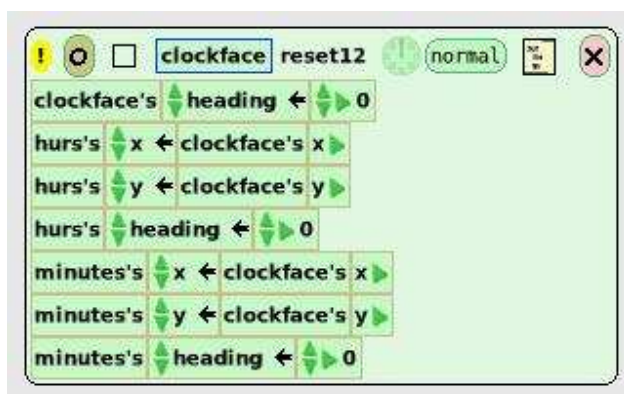 ! clockface reset12 normal
clockface's heading ← 0
hurs's x ← clockface's x
hurs's y ← clockface's y
hurs's heading ← 0
minutes's x ← clockface's x
minutes's y ← clockface's y
minutes's heading ← 0